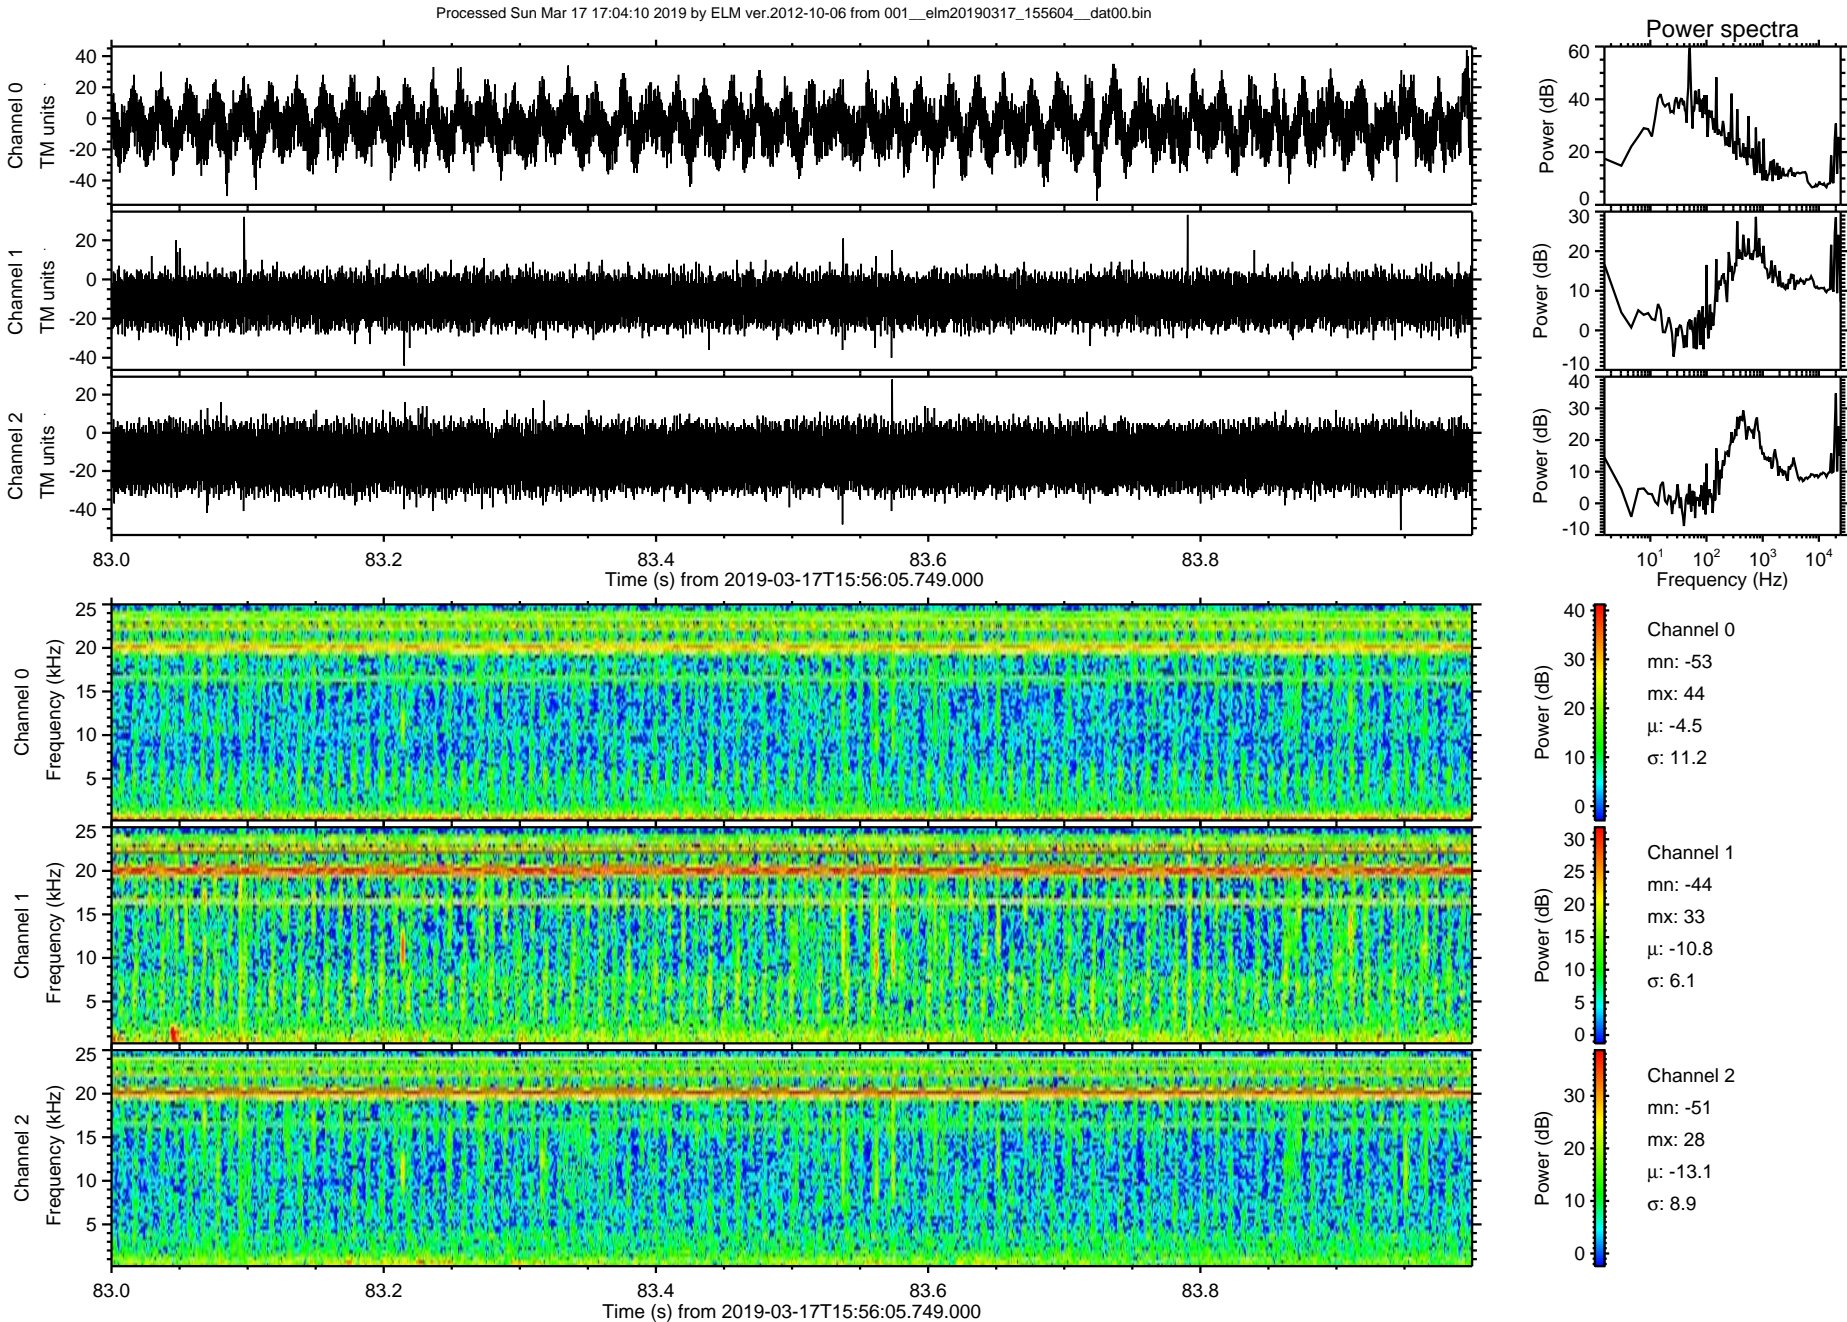 Processed Sun Mar 17 17:04:10 2019 by ELM ver.2012-10-06 from 001__elm20190317_155604__dat00.bin
Power spectra
Channel 0
TM units
40
20
0
-20
-40
Power (dB)
60
40
20
0
Channel 1
TM units
20
0
-20
-40
Power (dB)
30
20
10
0
-10
Channel 2
TM units
20
0
-20
-40
Power (dB)
40
30
20
10
0
-10
83.0 83.2 83.4 83.6 83.8
Time (s) from 2019-03-17T15:56:05.749.000
10^1 10^2 10^3 10^4
Frequency (Hz)
Channel 0
Frequency (kHz)
25
20
15
10
5
Power (dB)
40
30
20
10
0
Channel 0
mn: -53
mx: 44
μ: -4.5
σ: 11.2
Channel 1
Frequency (kHz)
25
20
15
10
5
Power (dB)
30
25
20
15
10
5
0
Channel 1
mn: -44
mx: 33
μ: -10.8
σ: 6.1
Channel 2
Frequency (kHz)
25
20
15
10
5
Power (dB)
30
20
10
0
Channel 2
mn: -51
mx: 28
μ: -13.1
σ: 8.9
83.0 83.2 83.4 83.6 83.8
Time (s) from 2019-03-17T15:56:05.749.000